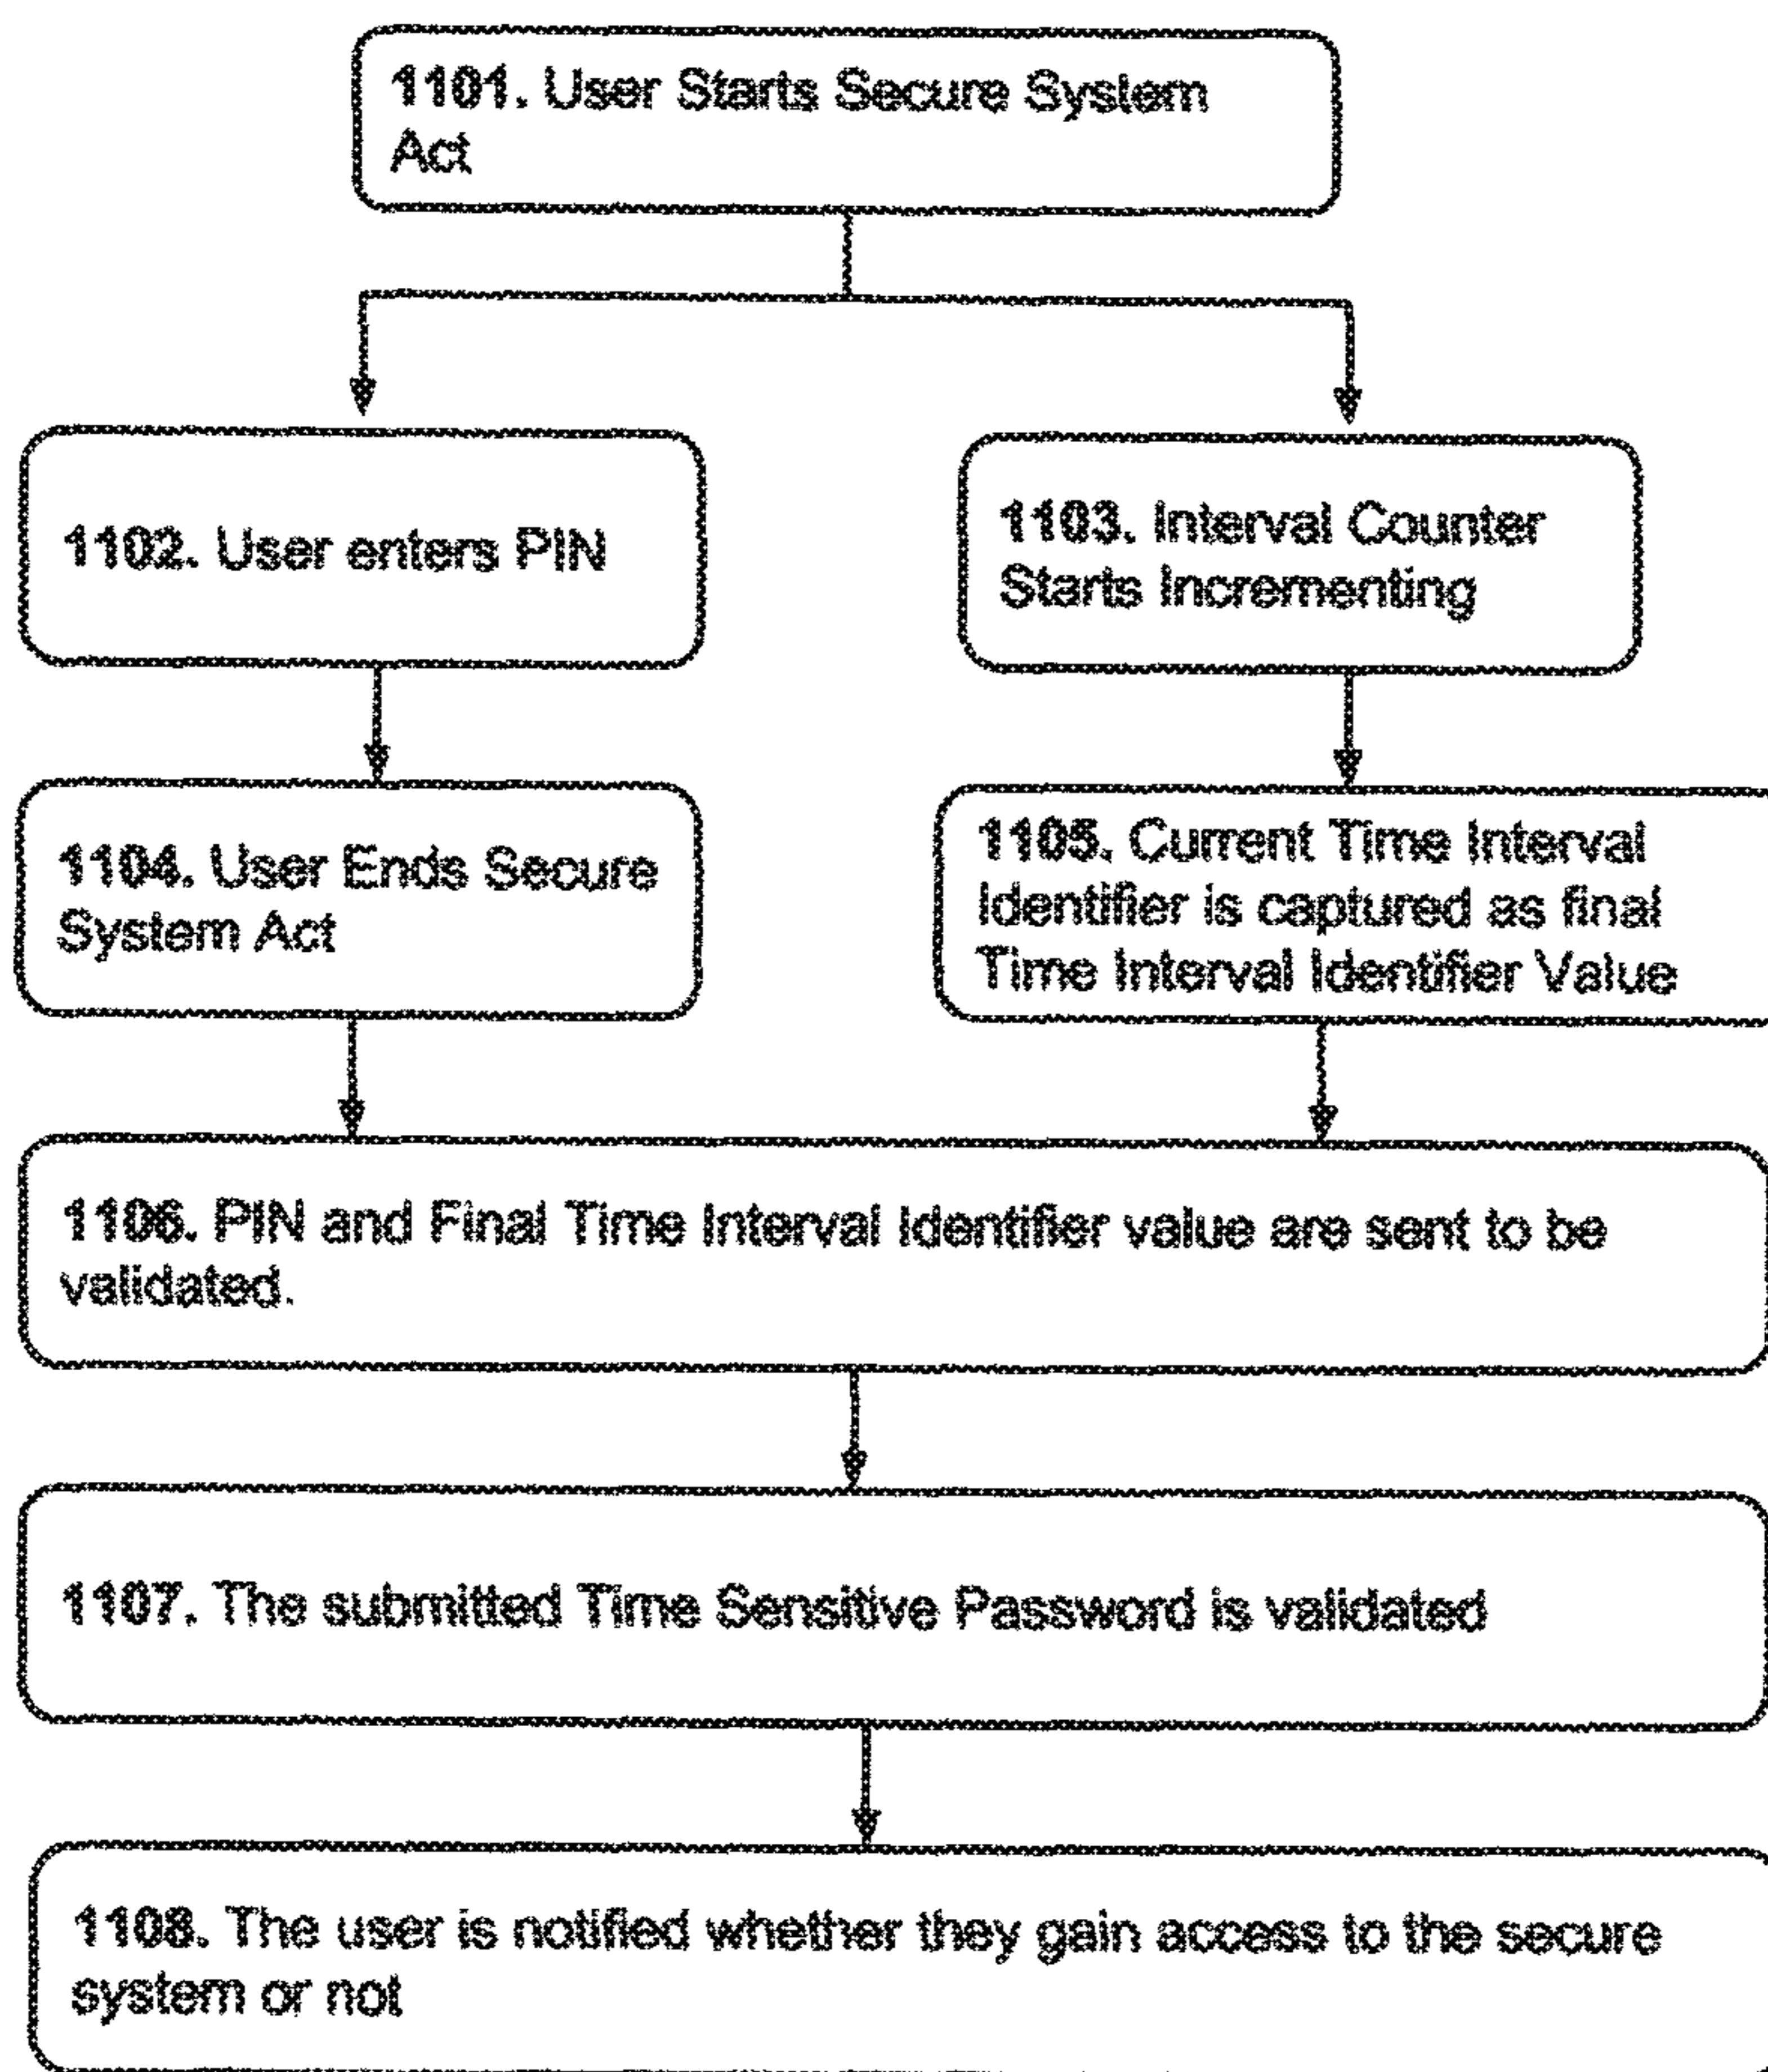 1101. User Starts Secure System
Act
1102. User enters PIN
1103. Interval Counter
Starts Incrementing
1104. User Ends Secure
System Act
1105. Current Time Interval
Identifier is captured as final
Time Interval Identifier Value
1106. PIN and Final Time Interval Identifier value are sent to be
validated.
1107. The submitted Time Sensitive Password is validated
1108. The user is notified whether they gain access to the secure
system or not